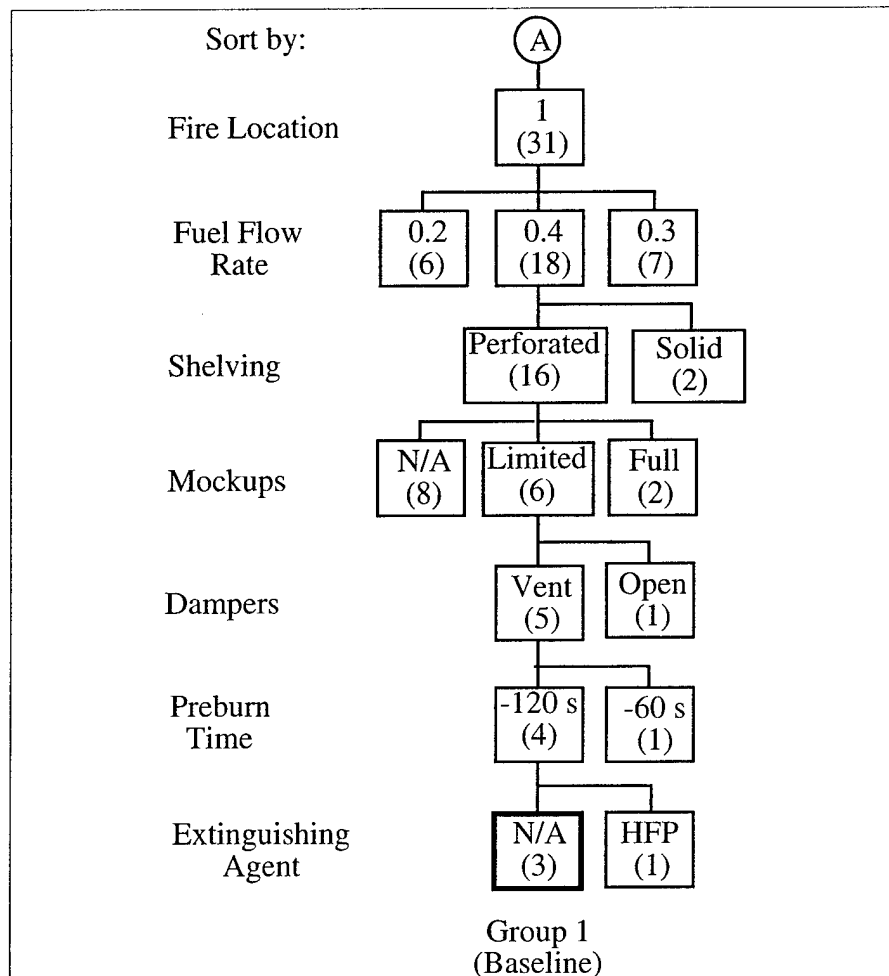 Sort by:
A
Fire Location
1
(31)
Fuel Flow
Rate
0.2
(6)
0.4
(18)
0.3
(7)
Shelving
Perforated
(16)
Solid
(2)
Mockups
N/A
(8)
Limited
(6)
Full
(2)
Dampers
Vent
(5)
Open
(1)
Preburn
Time
-120 s
(4)
-60 s
(1)
Extinguishing
Agent
N/A
(3)
HFP
(1)
Group 1
(Baseline)